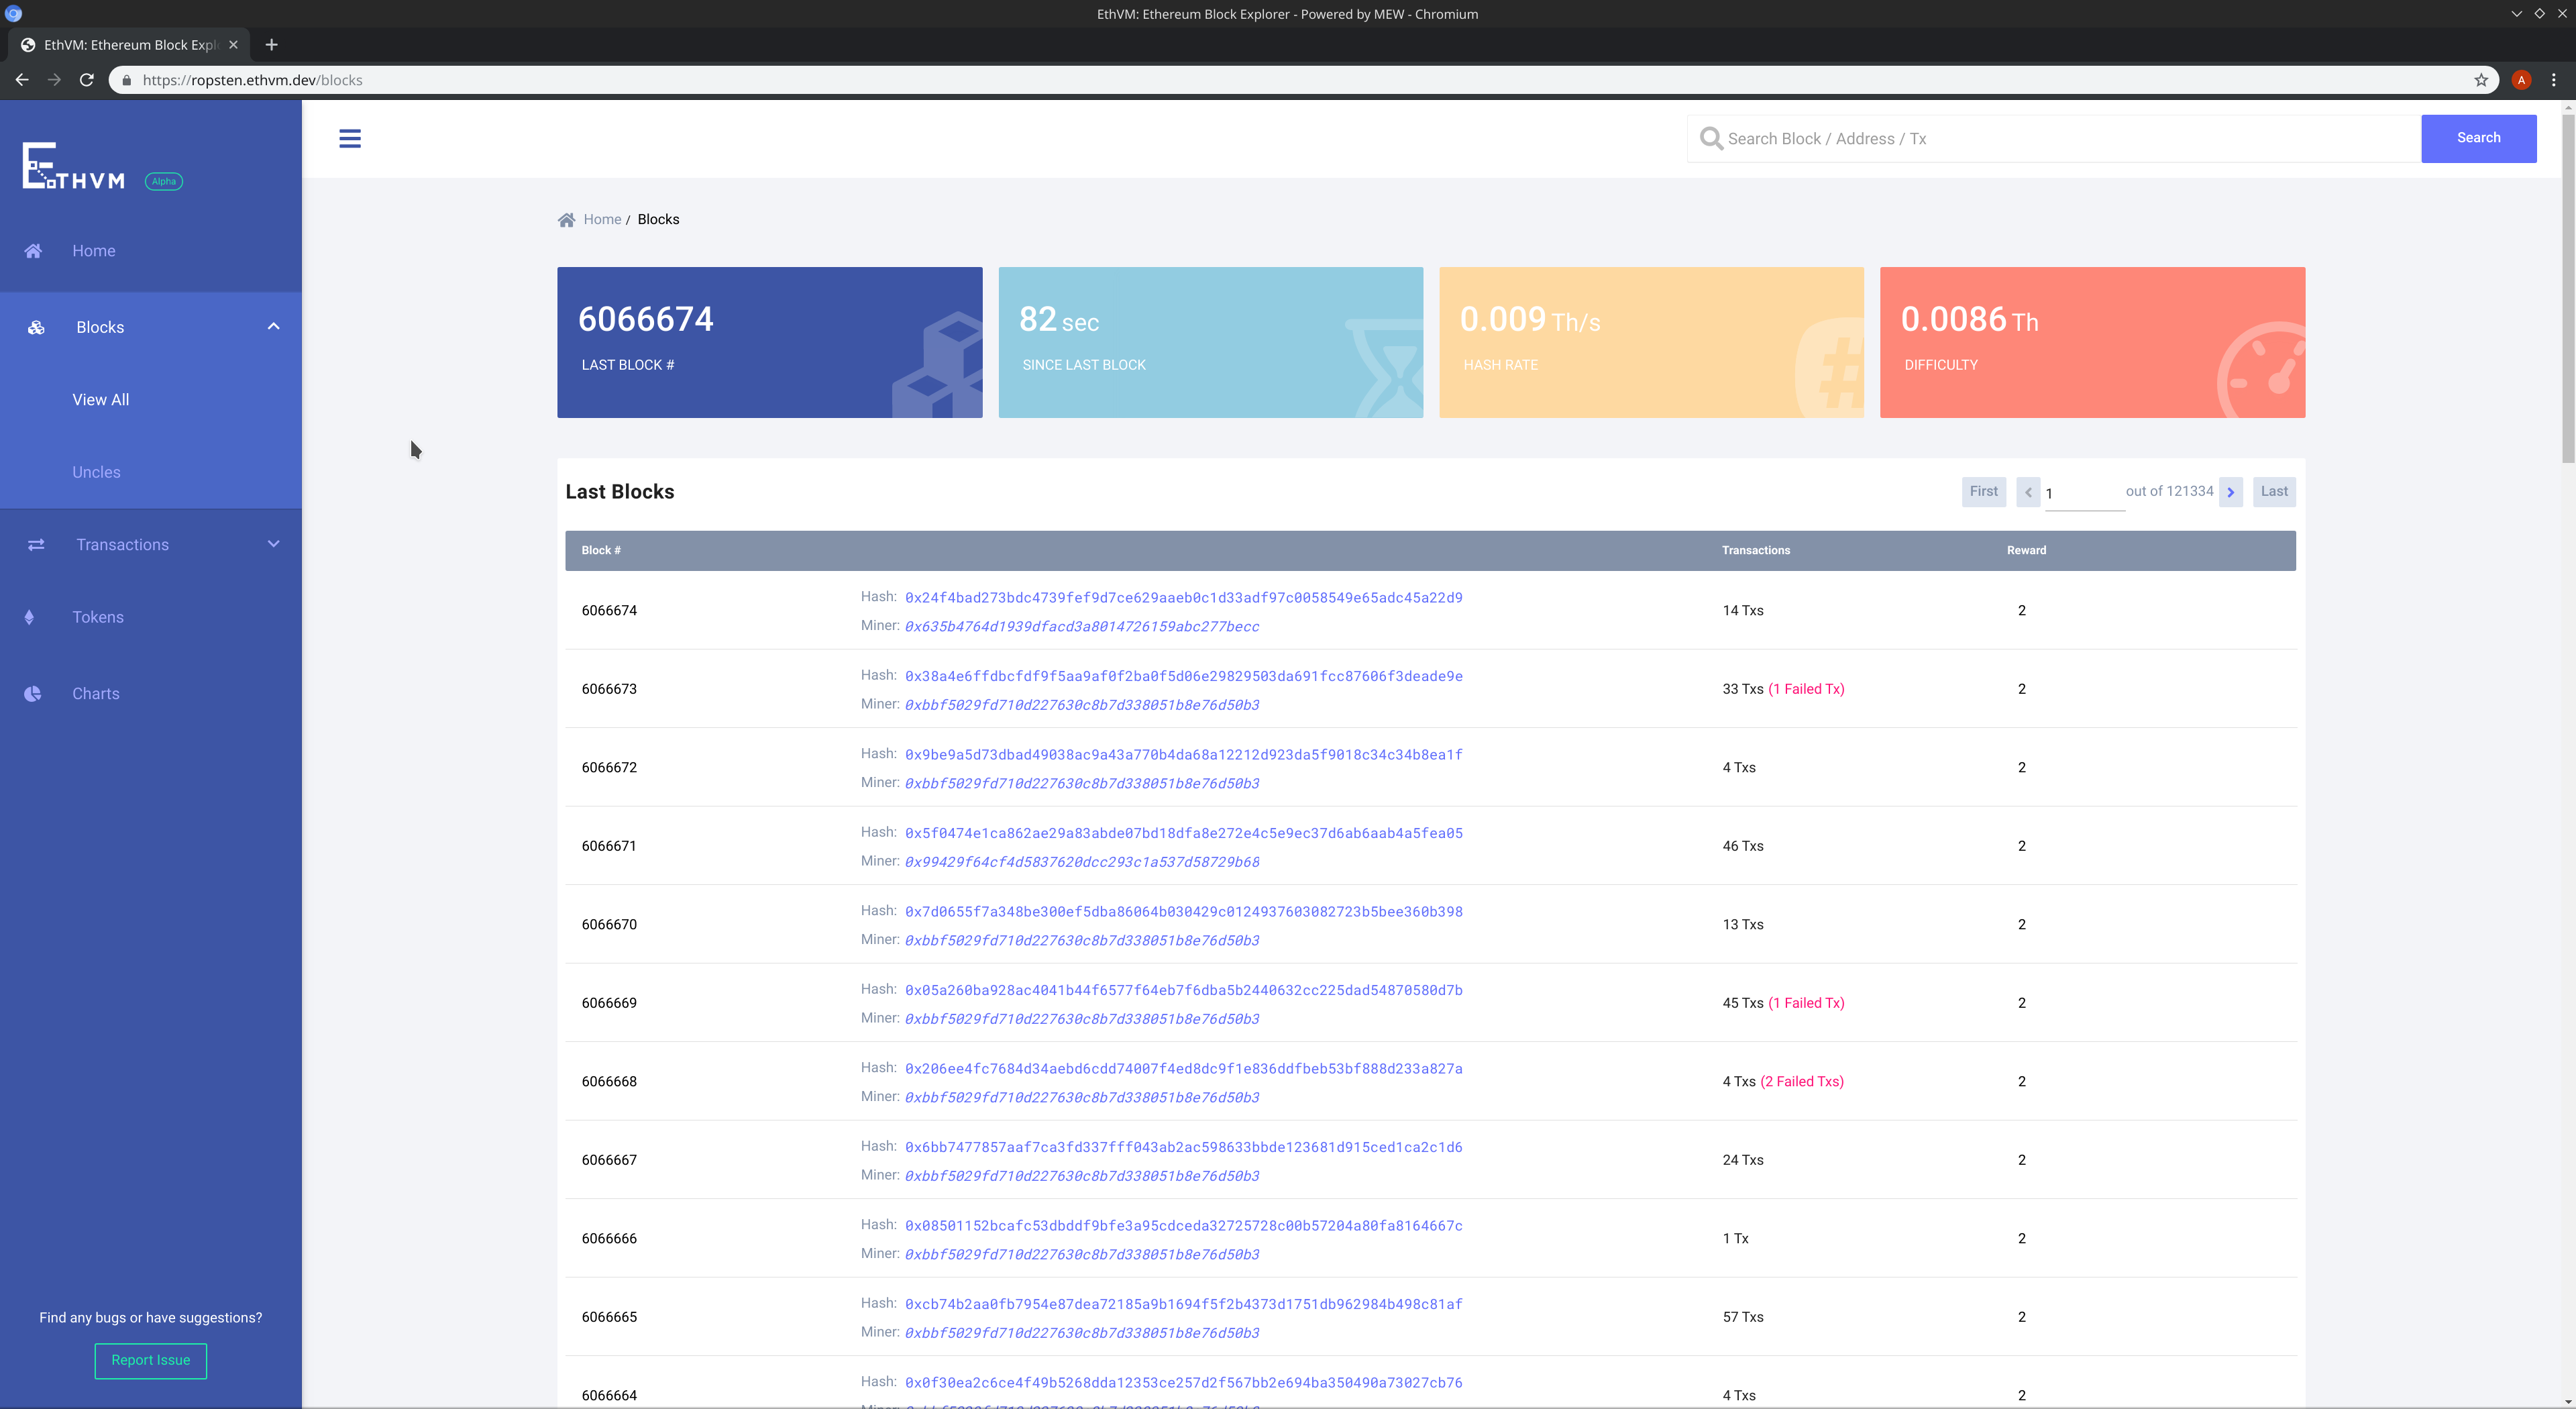 EthVM: Ethereum Block Explorer - Powered by MEW - Chromium
EthVM: Ethereum Block Expl
https://ropsten.ethvm.dev/blocks
A
ETHVM Alpha
Search Block / Address / Tx
Search
Home
Blocks
View All
Uncles
Transactions
Tokens
Charts
Find any bugs or have suggestions?
Report Issue
Home / Blocks
6066674
LAST BLOCK #
82 sec
SINCE LAST BLOCK
0.009 Th/s
HASH RATE
#
0.0086 Th
DIFFICULTY
Last Blocks
First 1 out of 121334 Last
Block # Transactions Reward
Hash: 0x24f4bad273bdc4739fef9d7ce629aaeb0c1d33adf97c0058549e65adc45a22d9
6066674 14 Txs 2
Miner: 0x635b4764d1939dfacd3a8014726159abc277becc
Hash: 0x38a4e6ffdbcfdf9f5aa9af0f2ba0f5d06e29829503da691fcc87606f3deade9e
6066673 33 Txs (1 Failed Tx) 2
Miner: 0xbbf5029fd710d227630c8b7d338051b8e76d50b3
Hash: 0x9be9a5d73dbad49038ac9a43a770b4da68a12212d923da5f9018c34c34b8ea1f
6066672 4 Txs 2
Miner: 0xbbf5029fd710d227630c8b7d338051b8e76d50b3
Hash: 0x5f0474e1ca862ae29a83abde07bd18dfa8e272e4c5e9ec37d6ab6aab4a5fea05
6066671 46 Txs 2
Miner: 0x99429f64cf4d5837620dcc293c1a537d58729b68
Hash: 0x7d0655f7a348be300ef5dba86064b030429c0124937603082723b5bee360b398
6066670 13 Txs 2
Miner: 0xbbf5029fd710d227630c8b7d338051b8e76d50b3
Hash: 0x05a260ba928ac4041b44f6577f64eb7f6dba5b2440632cc225dad54870580d7b
6066669 45 Txs (1 Failed Tx) 2
Miner: 0xbbf5029fd710d227630c8b7d338051b8e76d50b3
Hash: 0x206ee4fc7684d34aebd6cdd74007f4ed8dc9f1e836ddfbeb53bf888d233a827a
6066668 4 Txs (2 Failed Txs) 2
Miner: 0xbbf5029fd710d227630c8b7d338051b8e76d50b3
Hash: 0x6bb7477857aaf7ca3fd337fff043ab2ac598633bbde123681d915ced1ca2c1d6
6066667 24 Txs 2
Miner: 0xbbf5029fd710d227630c8b7d338051b8e76d50b3
Hash: 0x08501152bcafc53dbddf9bfe3a95cdceda32725728c00b57204a80fa8164667c
6066666 1 Tx 2
Miner: 0xbbf5029fd710d227630c8b7d338051b8e76d50b3
Hash: 0xcb74b2aa0fb7954e87dea72185a9b1694f5f2b4373d1751db962984b498c81af
6066665 57 Txs 2
Miner: 0xbbf5029fd710d227630c8b7d338051b8e76d50b3
Hash: 0x0f30ea2c6ce4f49b5268dda12353ce257d2f567bb2e694ba350490a73027cb76
6066664 4 Txs 2